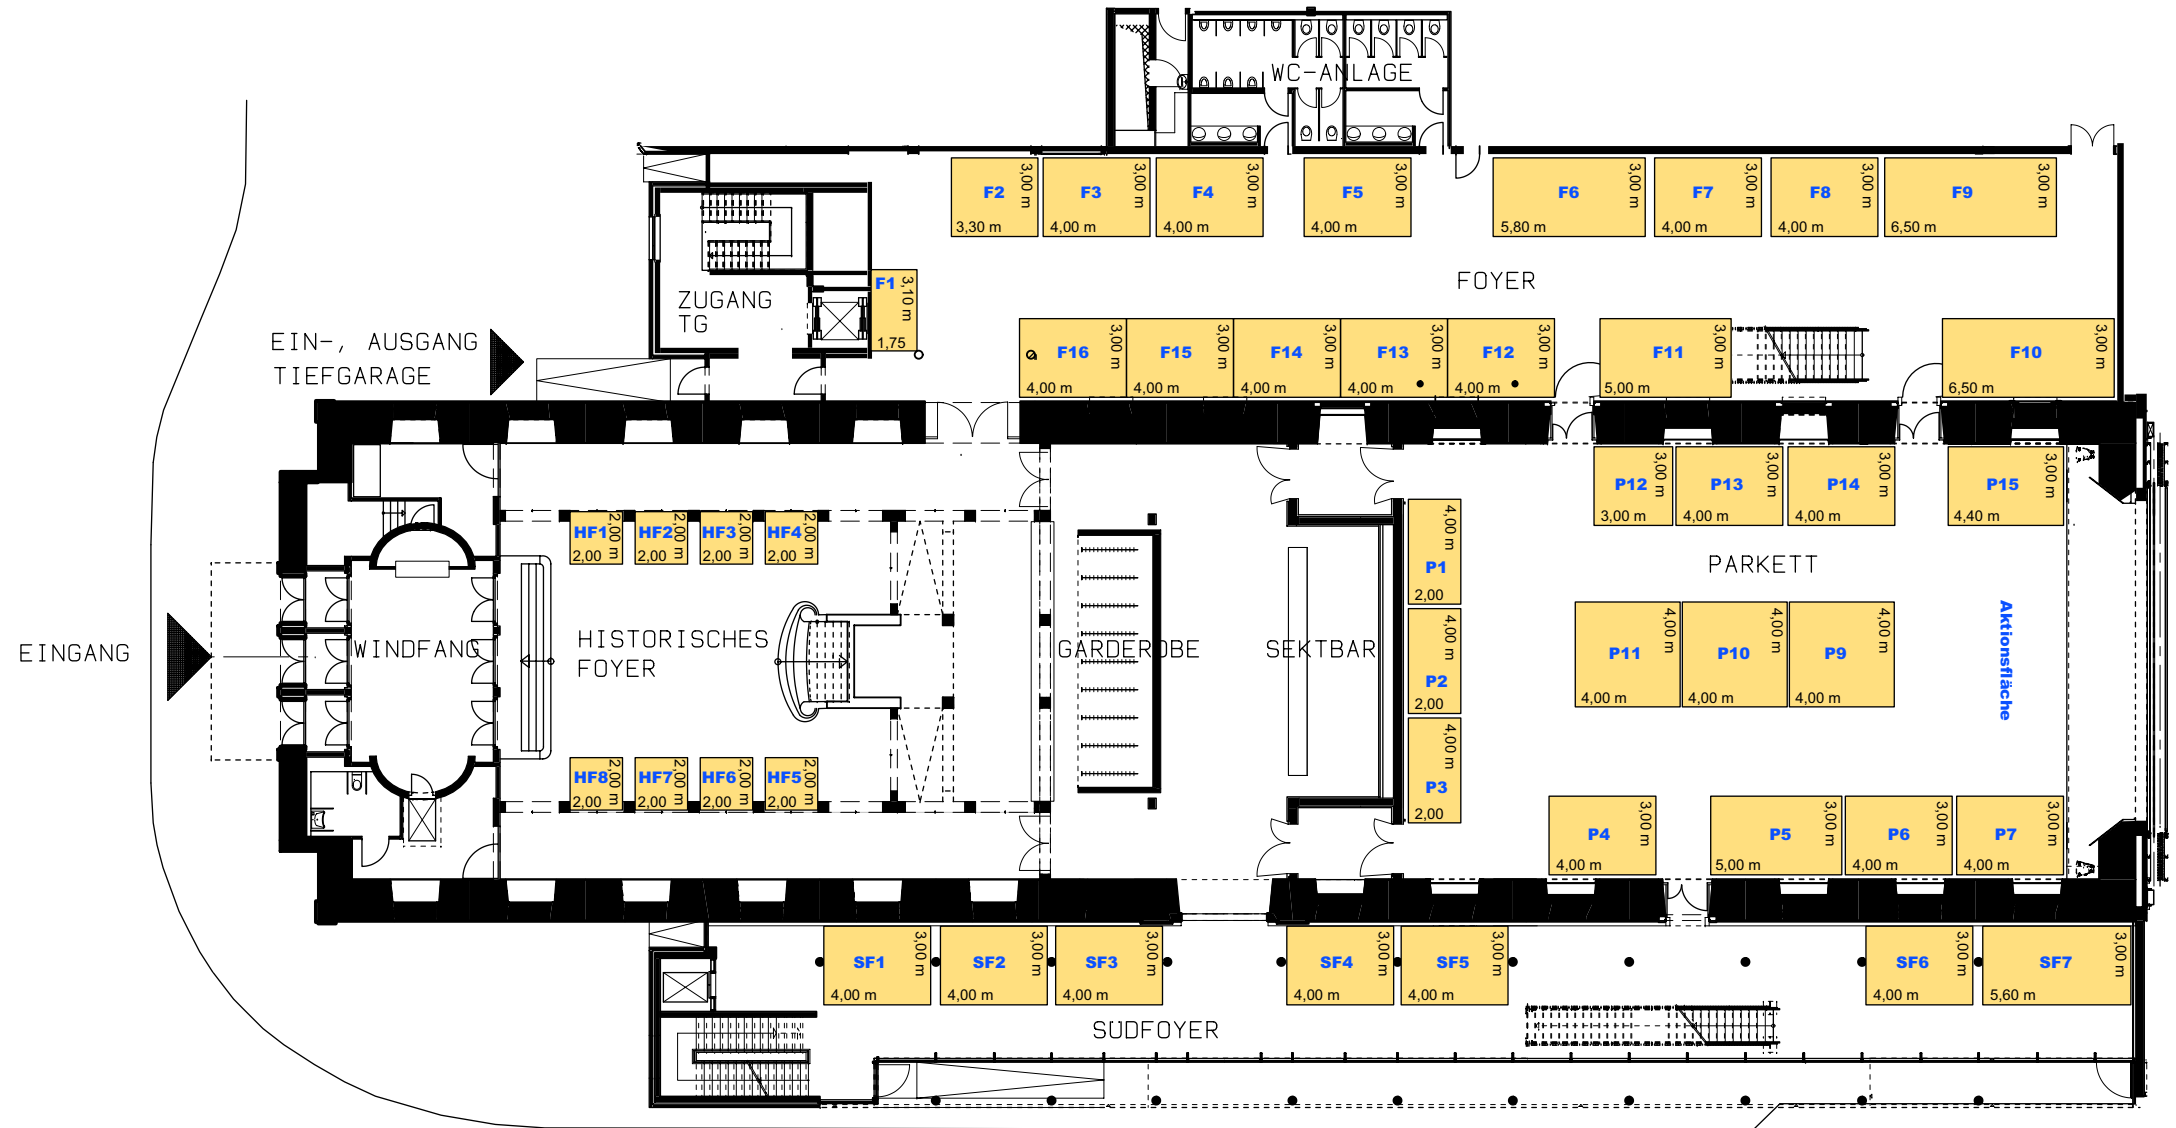 WC-ANLAGE
F2
3,00 m
3,30 m
F3
3,00 m
4,00 m
F4
3,00 m
4,00 m
F5
3,00 m
4,00 m
F6
3,00 m
5,80 m
F7
3,00 m
4,00 m
F8
3,00 m
4,00 m
F9
3,00 m
6,50 m
FOYER
F1
3,10 m
1,75
ZUGANG
TG
EIN-, AUSGANG
TIEFGARAGE
F16
3,00 m
4,00 m
F15
3,00 m
4,00 m
F14
3,00 m
4,00 m
F13
3,00 m
4,00 m
F12
3,00 m
4,00 m
F11
3,00 m
5,00 m
F10
3,00 m
6,50 m
P12
3,00 m
3,00 m
P13
3,00 m
4,00 m
P14
3,00 m
4,00 m
P15
3,00 m
4,40 m
HF1
2,00 m
2,00
HF2
2,00 m
2,00
HF3
2,00 m
2,00
HF4
2,00 m
2,00
P1
4,00 m
2,00
PARKETT
EINGANG
WINDFANG
HISTORISCHES
FOYER
GARDEROBE
SEKTBAR
P2
4,00 m
2,00
P11
4,00 m
4,00 m
P10
4,00 m
4,00 m
P9
4,00 m
4,00 m
Aktionsfläche
HF8
2,00 m
2,00
HF7
2,00 m
2,00
HF6
2,00 m
2,00
HF5
2,00 m
2,00
P3
4,00 m
2,00
P4
3,00 m
4,00 m
P5
3,00 m
5,00 m
P6
3,00 m
4,00 m
P7
3,00 m
4,00 m
SF1
3,00 m
4,00 m
SF2
3,00 m
4,00 m
SF3
3,00 m
4,00 m
SF4
3,00 m
4,00 m
SF5
3,00 m
4,00 m
SF6
3,00 m
4,00 m
SF7
3,00 m
5,60 m
SÜDFOYER